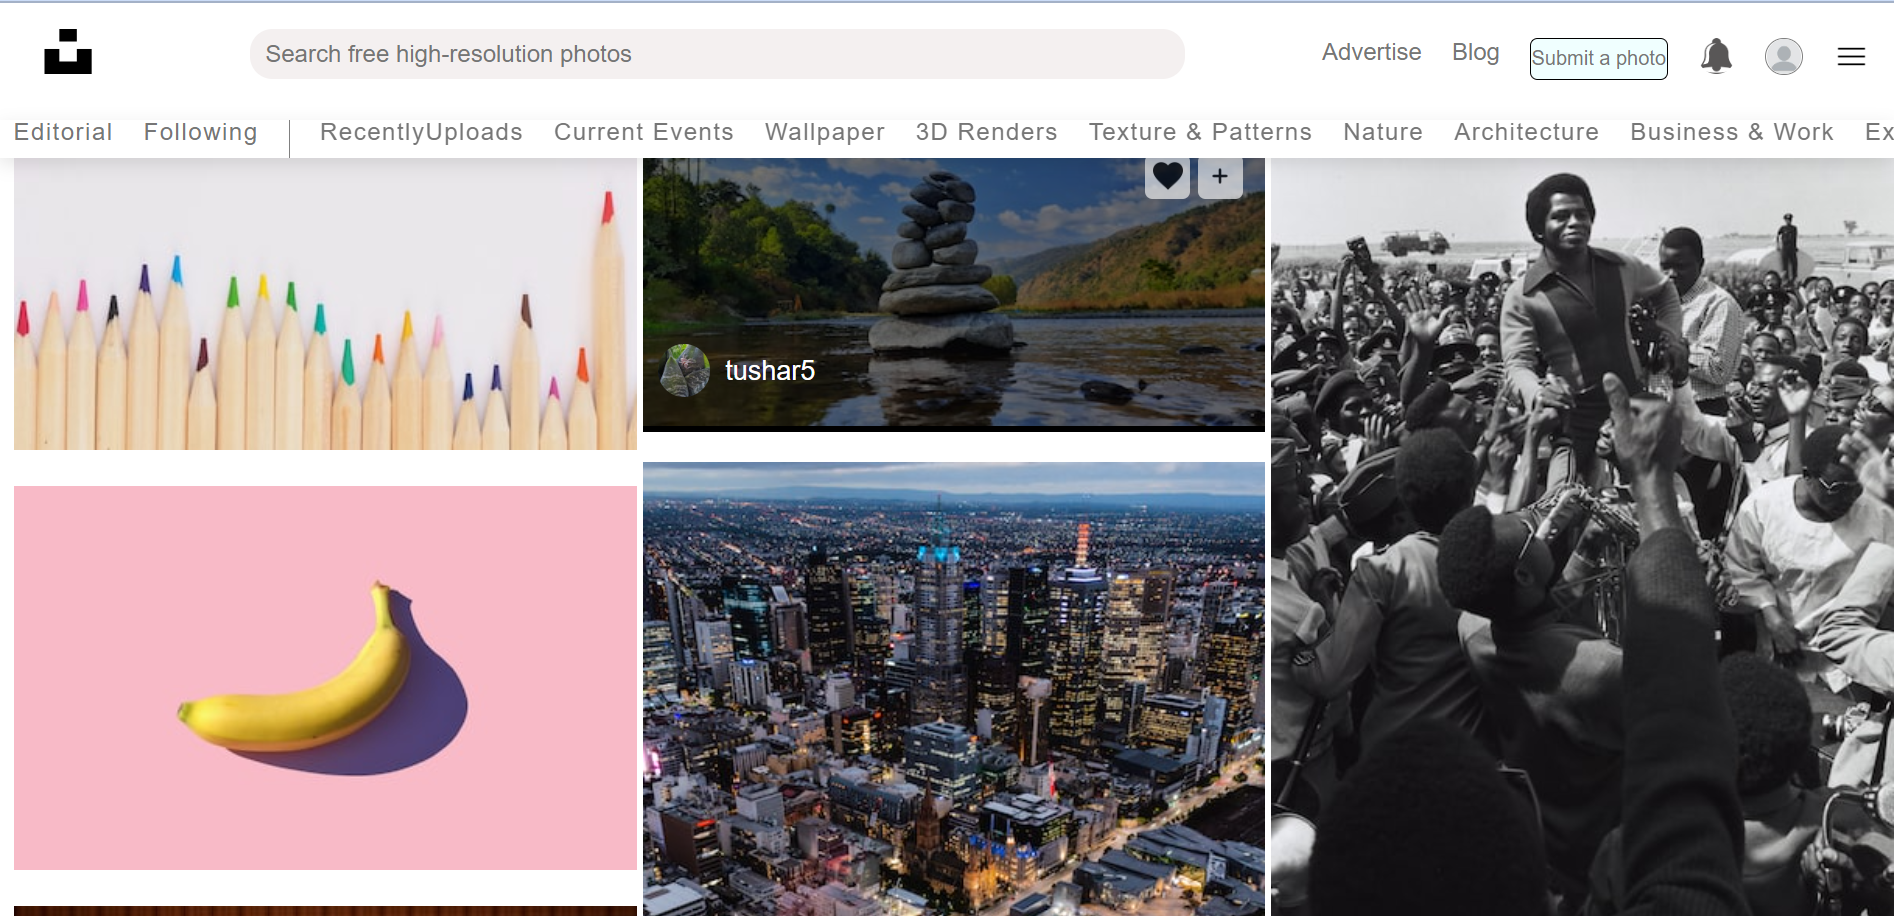 Search free high-resolution photos
Advertise Blog Submit a photo
Editorial Following RecentlyUploads Current Events Wallpaper 3D Renders Texture & Patterns Nature Architecture Business & Work Ex
tushar5